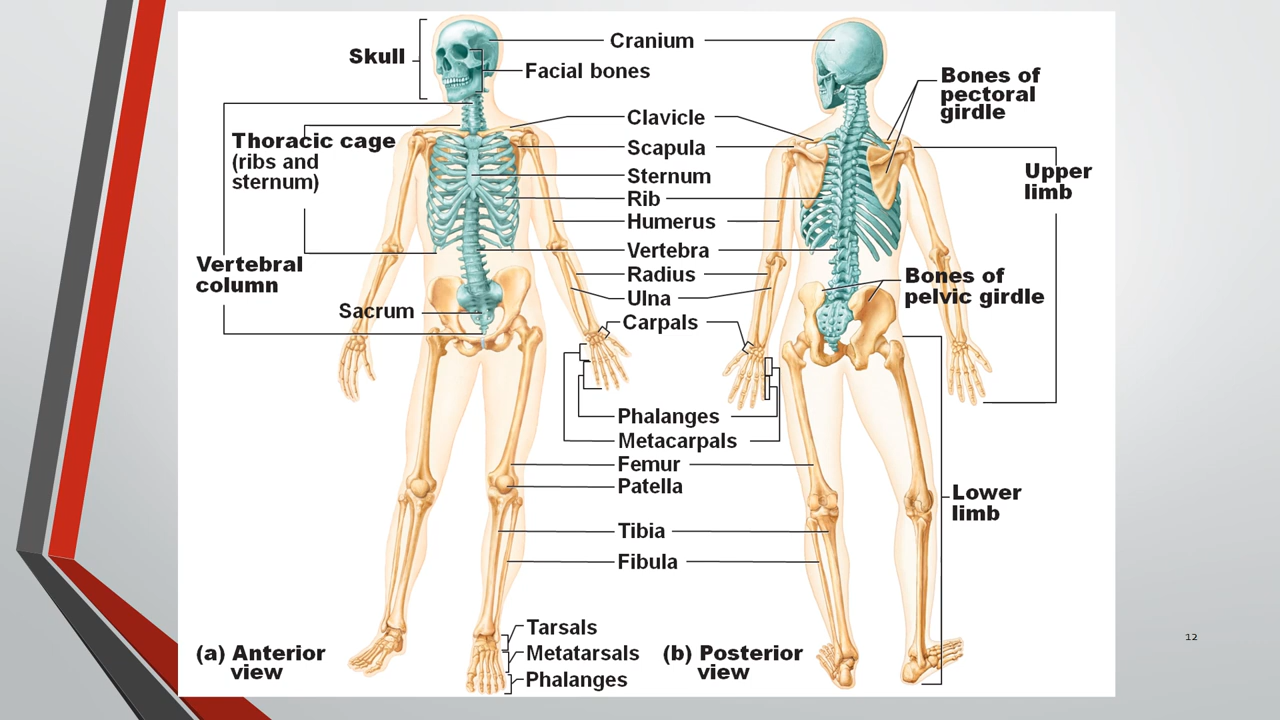 Skull
Cranium
Facial bones
Bones of
pectoral
girdle
Clavicle
Thoracic cage
(ribs and
sternum)
Scapula
Sternum
Rib
Humerus
Upper
limb
Vertebra
Vertebral
column
Radius
Ulna
Bones of
pelvic girdle
Sacrum
Carpals
Phalanges
Metacarpals
Femur
Patella
Lower
limb
Tibia
Fibula
Tarsals
Metatarsals
Phalanges
(a) Anterior
view
(b) Posterior
view
12